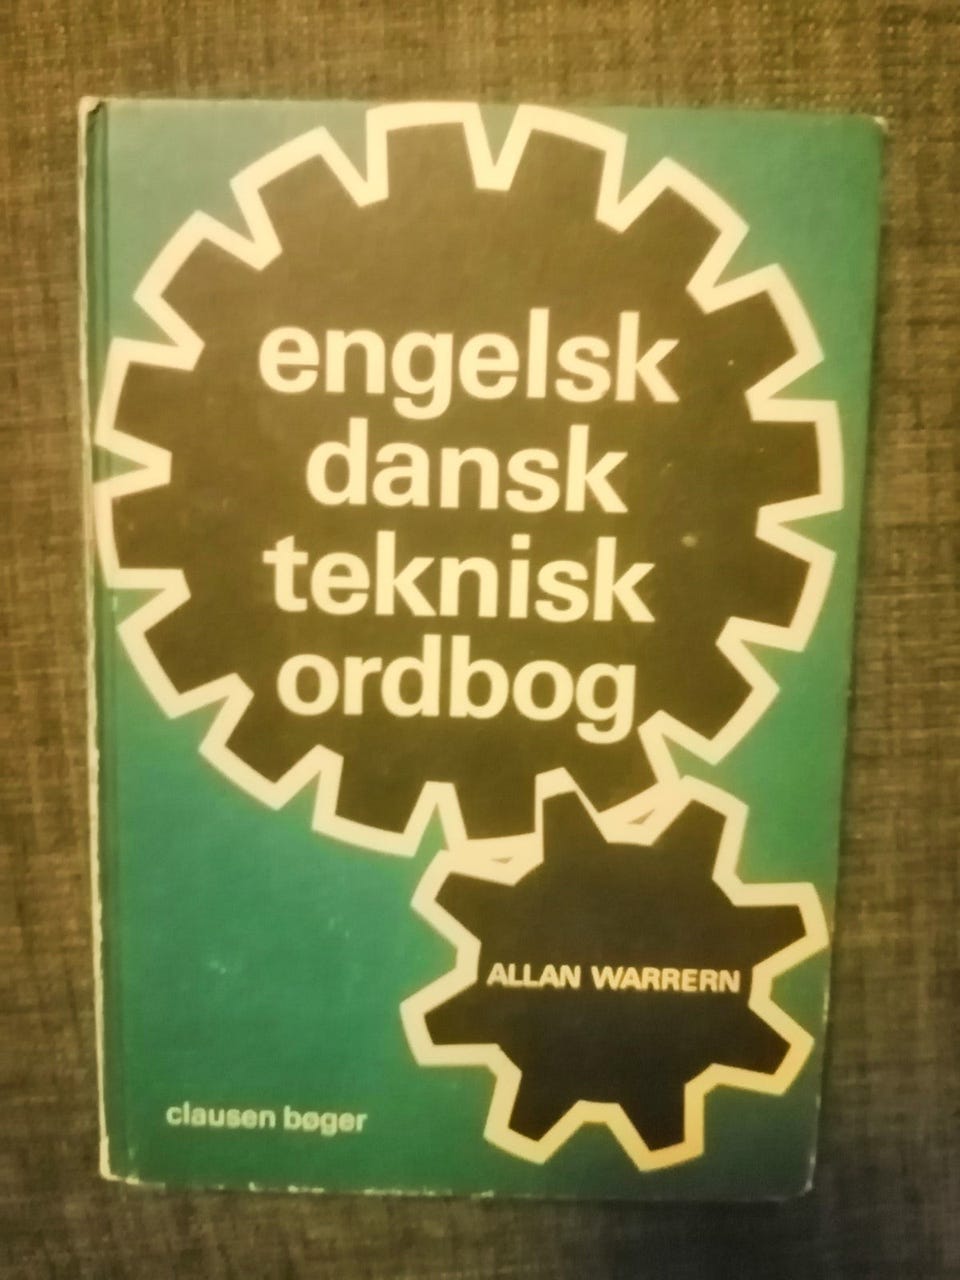 engelsk
dansk
teknisk
ordbog
ALLAN WARRERN
clausen bøger